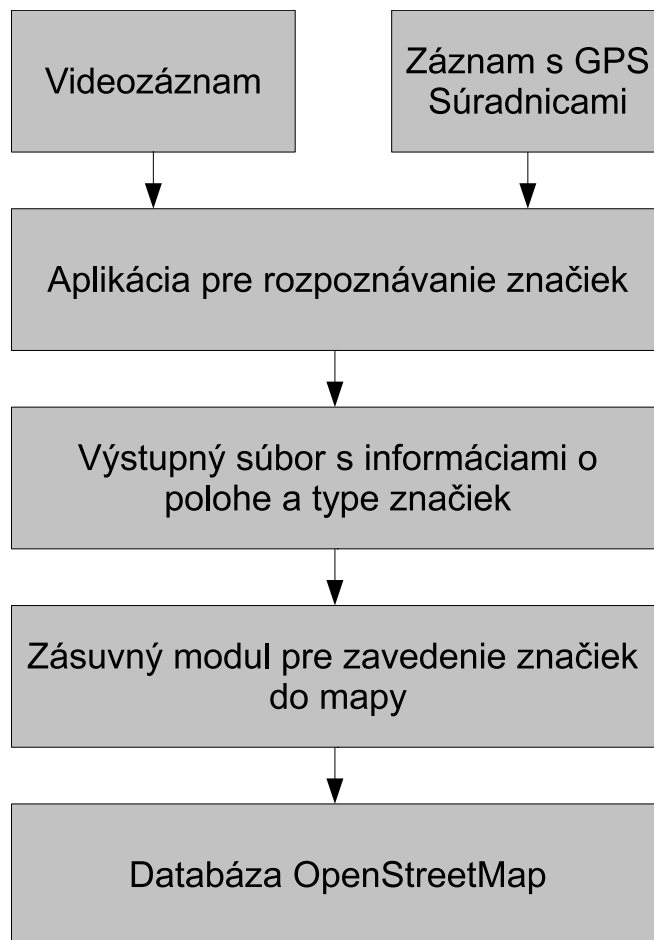 Videozáznam
Záznam s GPS
Súradnicami
Aplikácia pre rozpoznávanie značiek
Výstupný súbor s informáciami o
polohe a type značiek
Zásuvný modul pre zavedenie značiek
do mapy
Databáza OpenStreetMap